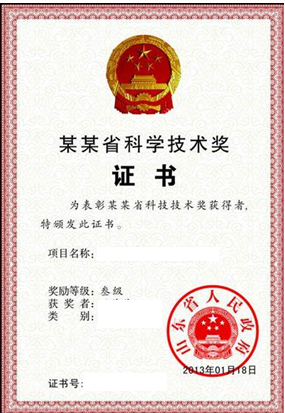 某某省科学技术奖
证 书
为表彰某某省科技技术奖获得者,
特颁发此证书。
项目名称:
奖励等级: 叁级
获 奖 者:
类 别:
山东省人民政府
2013年01月18日
证书号: